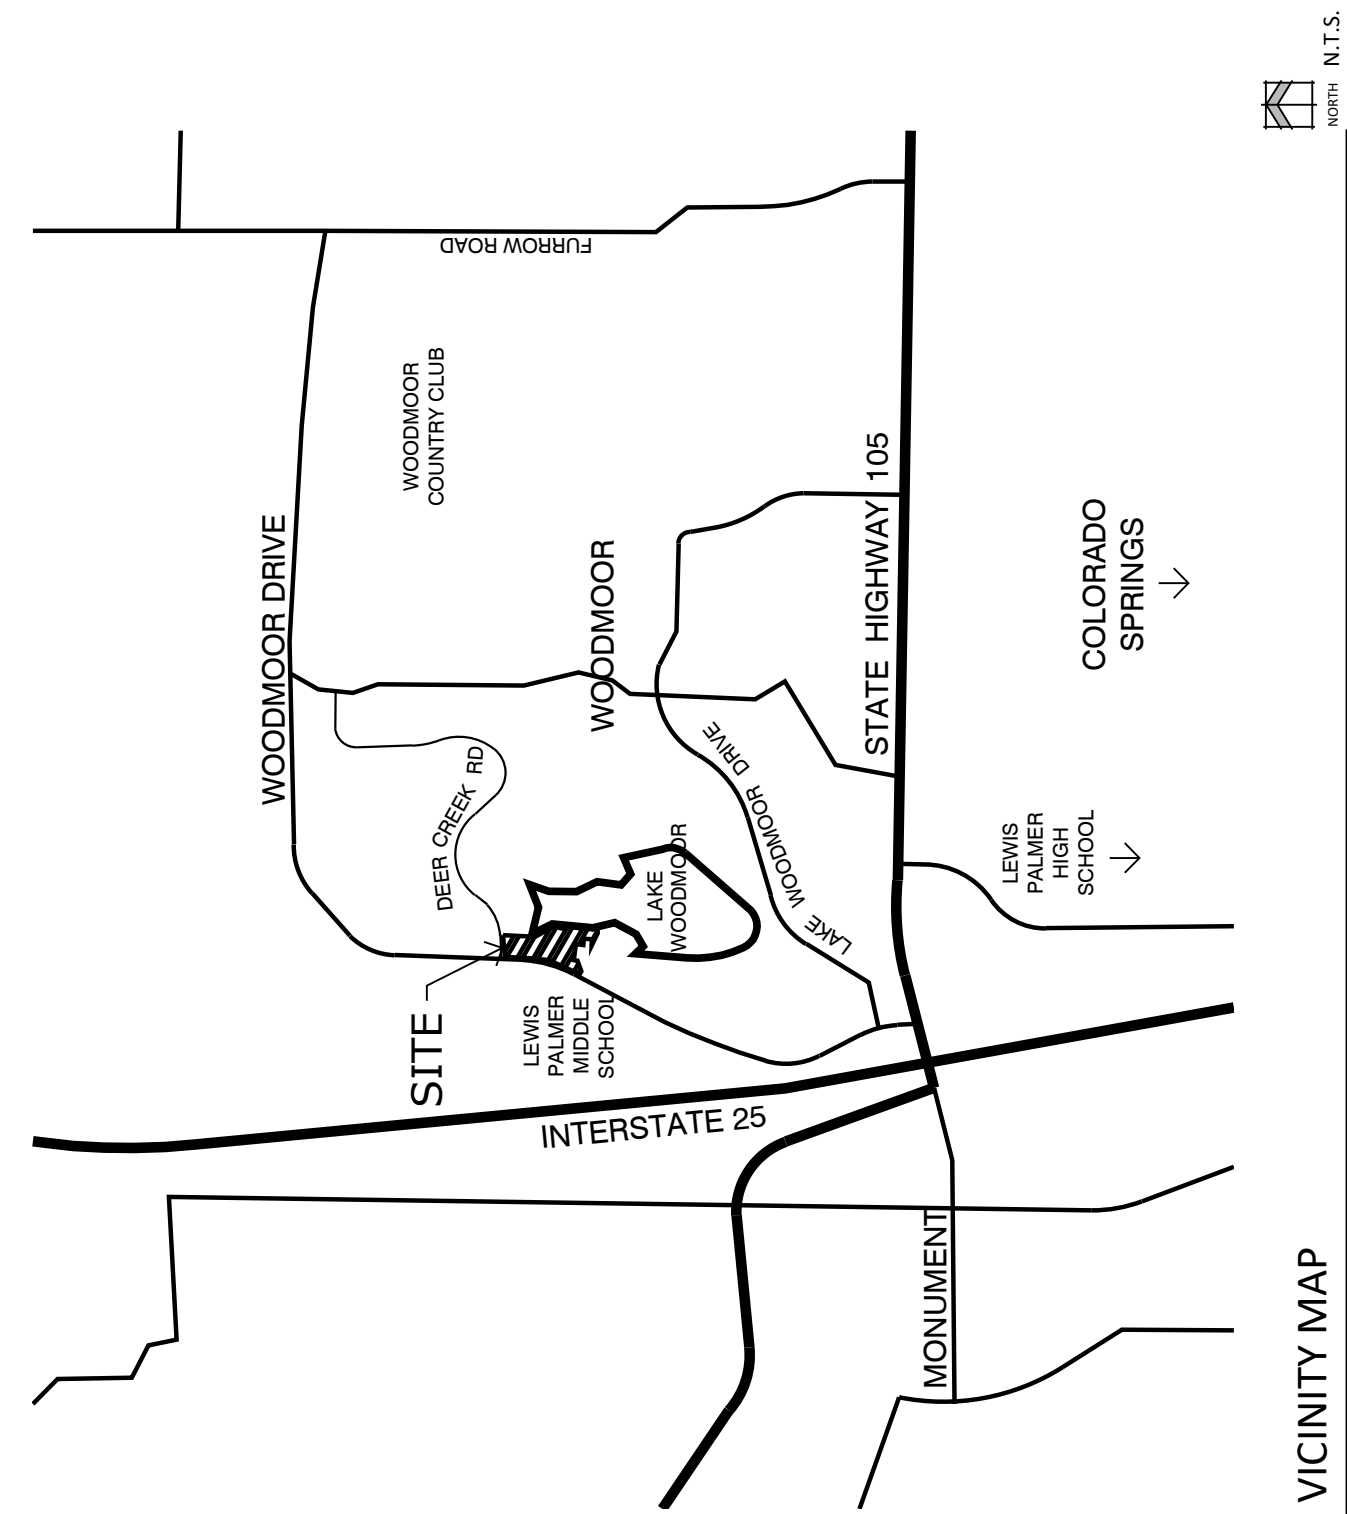 WOODMOOR DRIVE
FURROW ROAD
WOODMOOR
COUNTRY CLUB
DEER CREEK RD
SITE
LEWIS
PALMER
MIDDLE
SCHOOL
LAKE
WOODMOOR
WOODMOOR
LAKE WOODMOOR DRIVE
INTERSTATE 25
STATE HIGHWAY 105
MONUMENT
LEWIS
PALMER
HIGH
SCHOOL
COLORADO
SPRINGS
VICINITY MAP
NORTH
N.T.S.